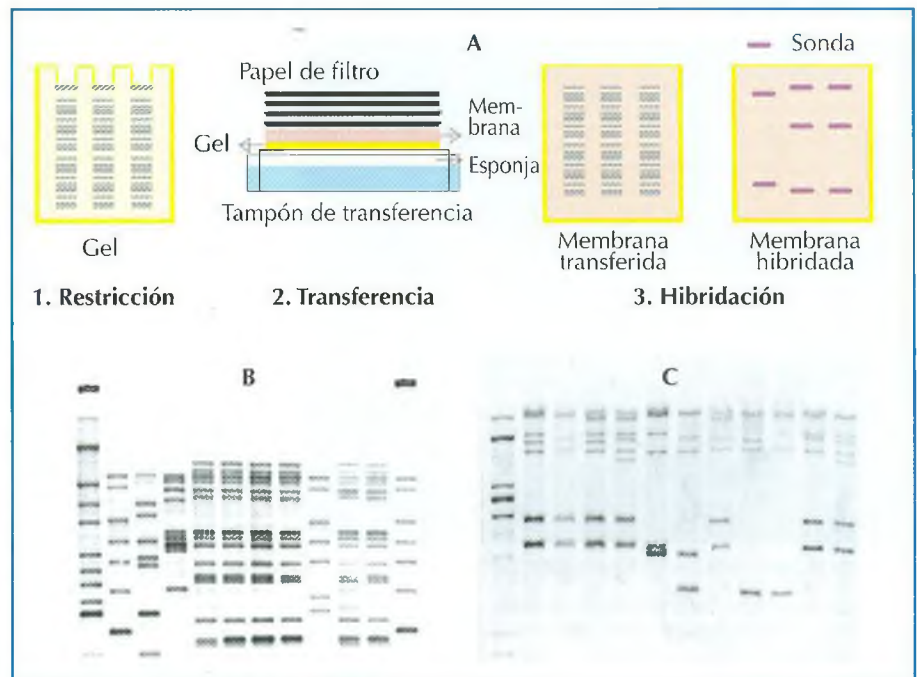 A
Sonda
Papel de filtro
Mem-
brana
Gel
Esponja
Tampón de transferencia
Gel
Membrana
transferida
Membrana
hibridada
1. Restricción
2. Transferencia
3. Hibridación
B
C